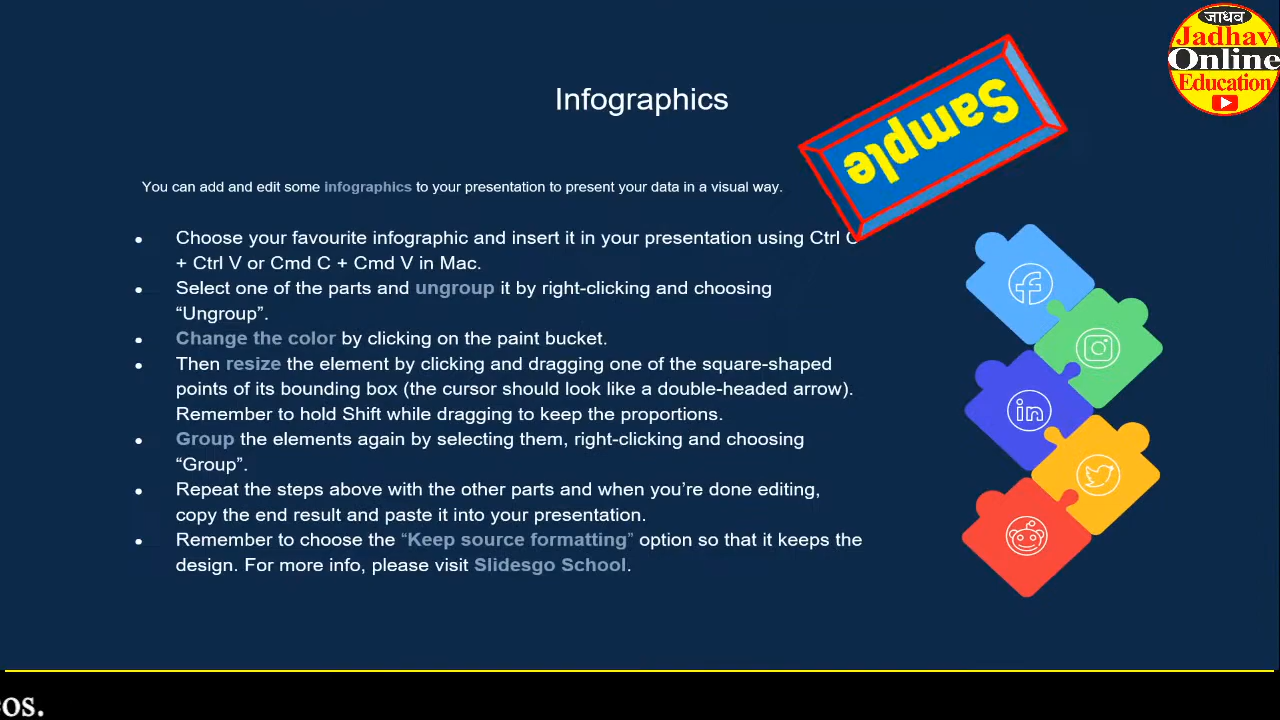 जाधव
Jadhav
Online
Education
Sample
Infographics
You can add and edit some infographics to your presentation to present your data in a visual way.
● Choose your favourite infographic and insert it in your presentation using Ctrl C
+ Ctrl V or Cmd C + Cmd V in Mac.
● Select one of the parts and ungroup it by right-clicking and choosing
“Ungroup”.
● Change the color by clicking on the paint bucket.
● Then resize the element by clicking and dragging one of the square-shaped
points of its bounding box (the cursor should look like a double-headed arrow).
Remember to hold Shift while dragging to keep the proportions.
● Group the elements again by selecting them, right-clicking and choosing
“Group”.
● Repeat the steps above with the other parts and when you’re done editing,
copy the end result and paste it into your presentation.
● Remember to choose the “Keep source formatting” option so that it keeps the
design. For more info, please visit Slidesgo School.
in